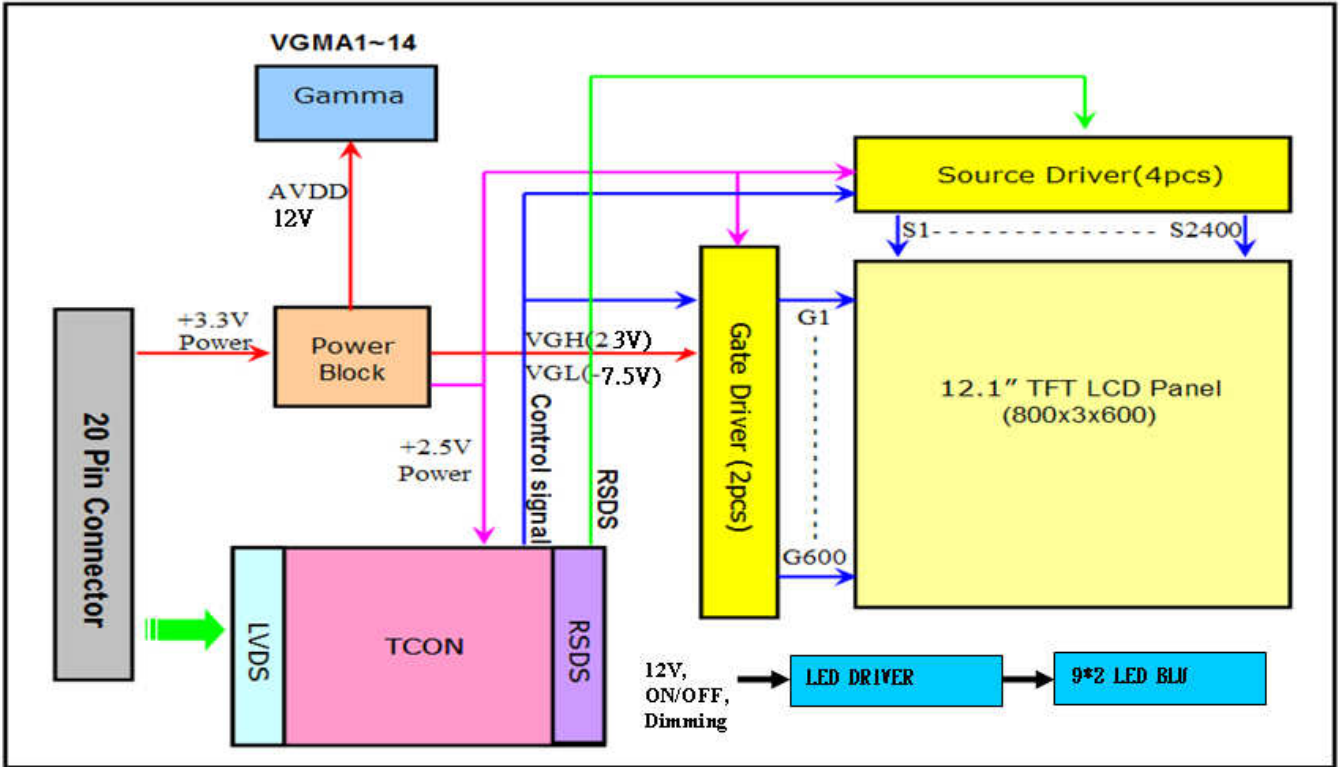 VGMA1~14
Gamma
AVDD
12V
Source Driver(4pcs)
S1
S2400
+3.3V
Power
Power
Block
VGH(23V)
VGL(-7.5V)
Gate Driver (2pcs)
G1
G600
12.1” TFT LCD Panel
(800x3x600)
20 Pin Connector
+2.5V
Power
Control signal
RSDS
LVDS
TCON
RSDS
12V,
ON/OFF,
Dimming
LED DRIVER
9*2 LED BLU